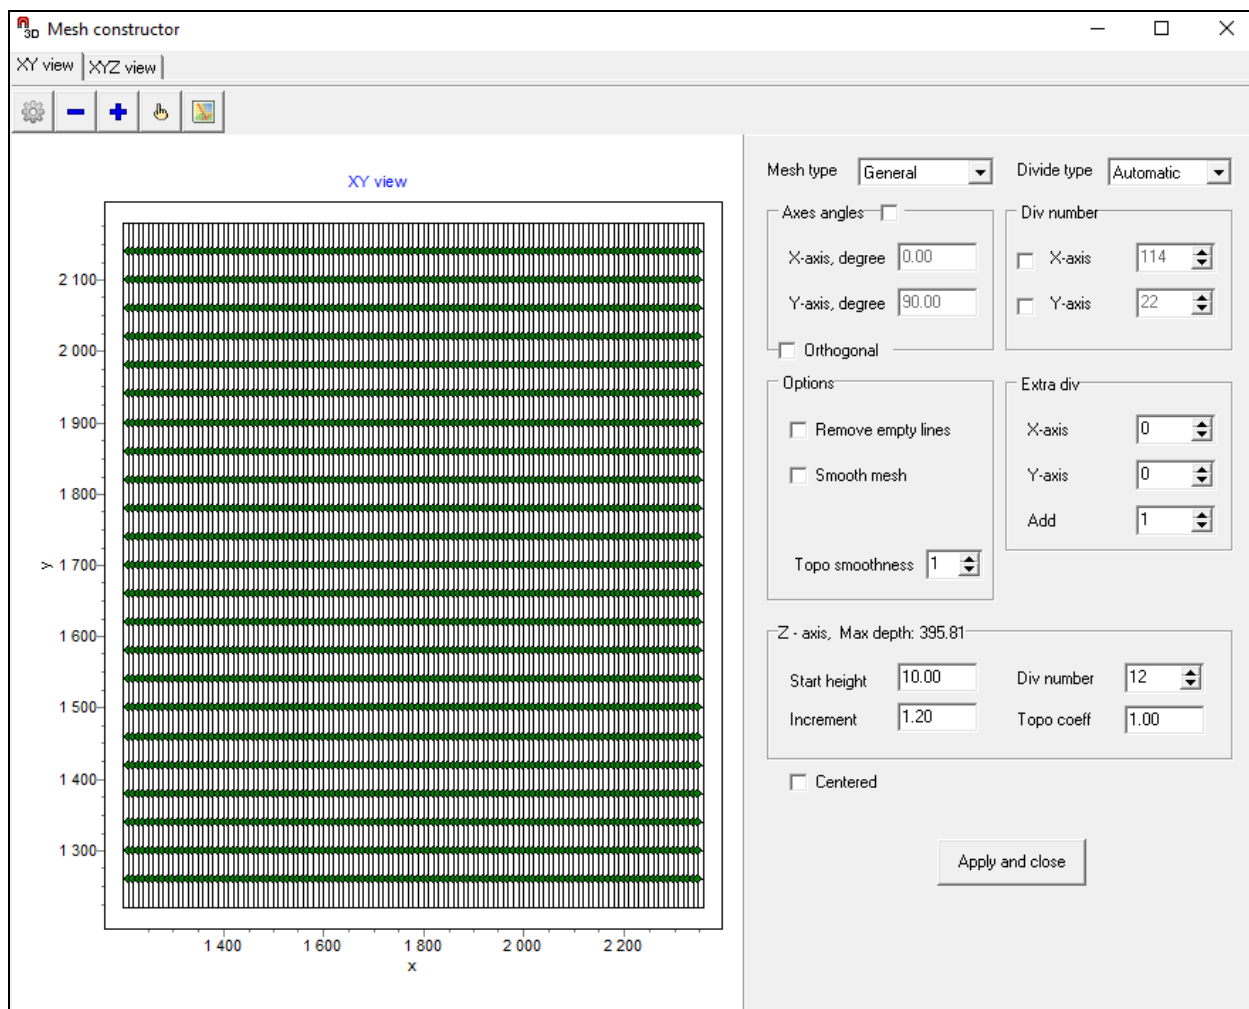 3D Mesh constructor
XY view XYZ view
XY view
2 100
2 000
1 900
1 800
y 1 700
1 600
1 500
1 400
1 300
1 400 1 600 1 800 2 000 2 200
x
Mesh type General Divide type Automatic
Axes angles
X-axis, degree 0.00
Y-axis, degree 90.00
Orthogonal
Div number
X-axis 114
Y-axis 22
Options
Remove empty lines
Smooth mesh
Topo smoothness 1
Extra div
X-axis 0
Y-axis 0
Add 1
Z - axis, Max depth: 395.81
Start height 10.00 Div number 12
Increment 1.20 Topo coeff 1.00
Centered
Apply and close